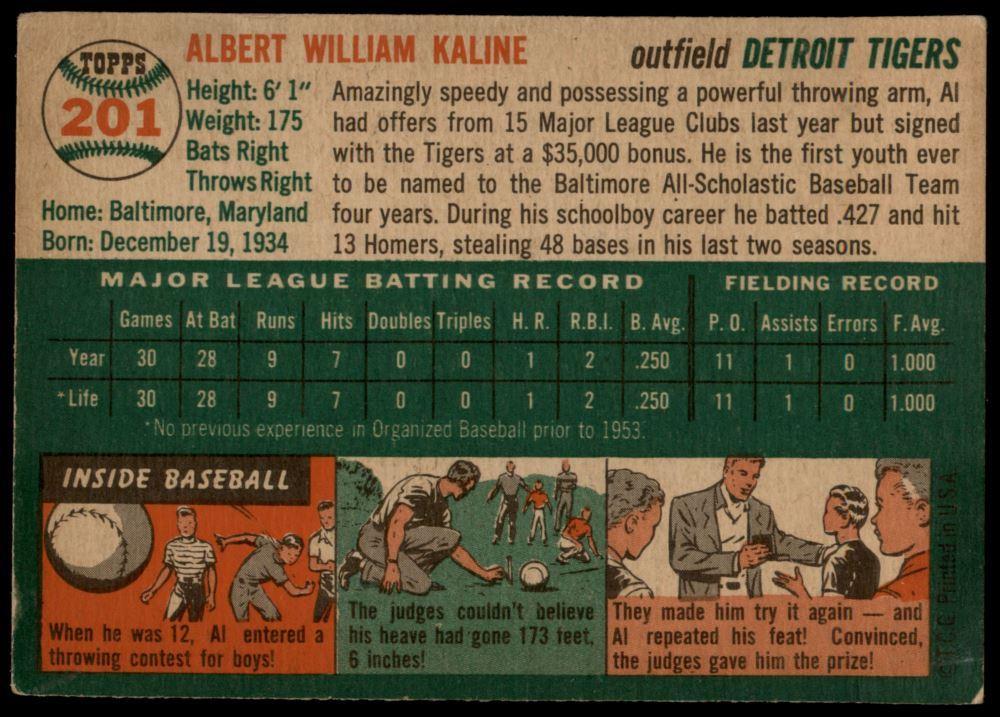 TOPPS
201
ALBERT WILLIAM KALINE
outfield DETROIT TIGERS
Height: 6' 1"
Weight: 175
Bats Right
Throws Right
Home: Baltimore, Maryland
Born: December 19, 1934
Amazingly speedy and possessing a powerful throwing arm, Al
had offers from 15 Major League Clubs last year but signed
with the Tigers at a $35,000 bonus. He is the first youth ever
to be named to the Baltimore All-Scholastic Baseball Team
four years. During his schoolboy career he batted .427 and hit
13 Homers, stealing 48 bases in his last two seasons.
MAJOR LEAGUE BATTING RECORD
FIELDING RECORD
Games At Bat Runs Hits Doubles Triples H. R. R.B.I. B. Avg. P. O. Assists Errors F. Avg.
Year 30 28 9 7 0 0 1 2 .250 11 1 0 1.000
*Life 30 28 9 7 0 0 1 2 .250 11 1 0 1.000
*No previous experience in Organized Baseball prior to 1953.
INSIDE BASEBALL
When he was 12, Al entered a
throwing contest for boys!
The judges couldn't believe
his heave had gone 173 feet,
6 inches!
They made him try it again — and
Al repeated his feat! Convinced,
the judges gave him the prize!
©T.C.G. Printed in U.S.A.